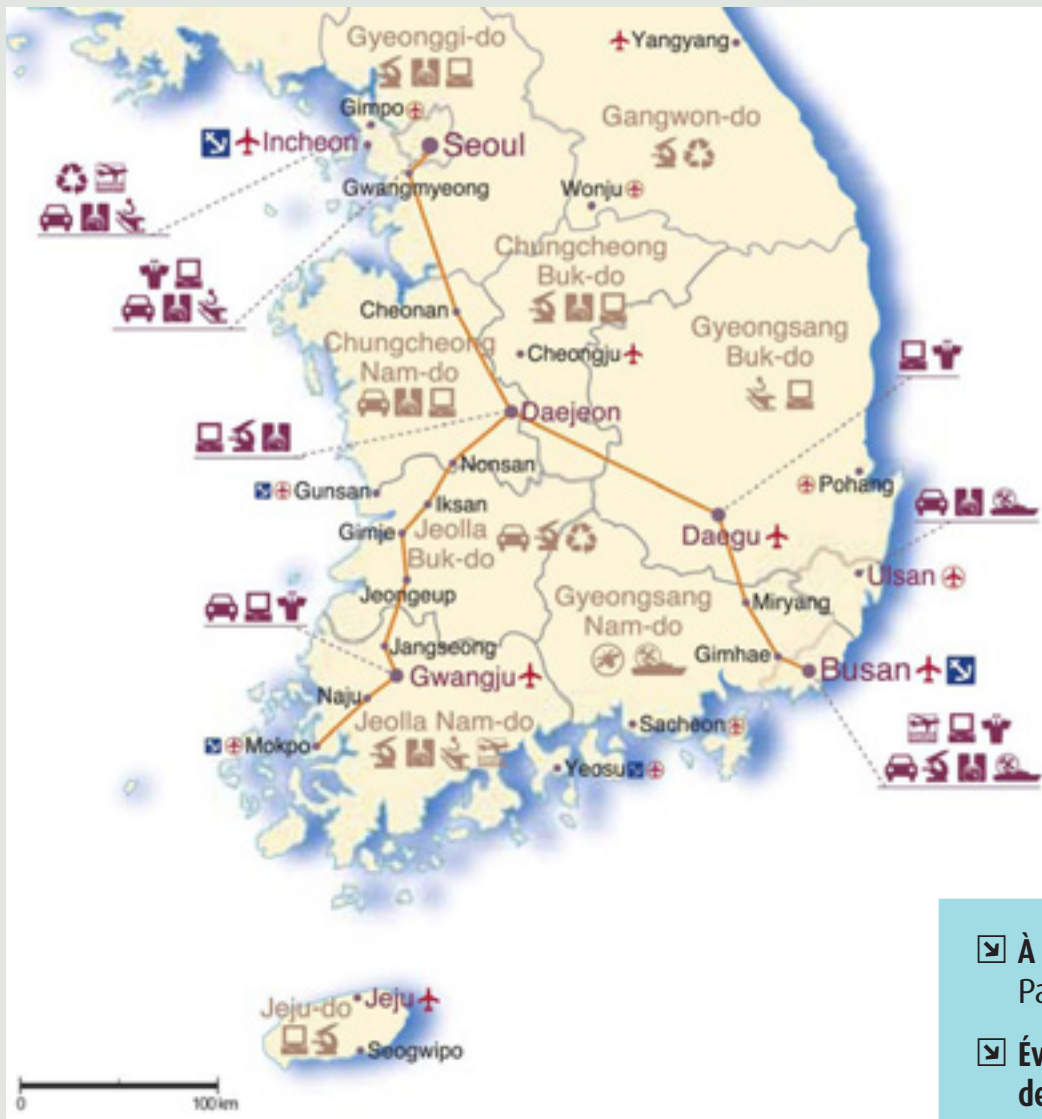 Gyeonggi-do
Yangyang
Gimpo
Gangwon-do
Incheon
Seoul
Gwangmyeong
Wonju
Chungcheong
Buk-do
Cheonan
Chungcheong
Nam-do
Cheongju
Gyeongsang
Buk-do
Daejeon
Nonsan
Gunsan
Iksan
Pohang
Gimje
Jeolla
Buk-do
Daegu
Jeongeup
Ulsan
Gyeongsang
Nam-do
Miryang
Jangseong
Gimhae
Gwangju
Busan
Naju
Jeolla Nam-do
Sacheon
Mokpo
Yeosu
À
Pa
Év
de
Jeju-do
Jeju
Seogwipo
0
100 km